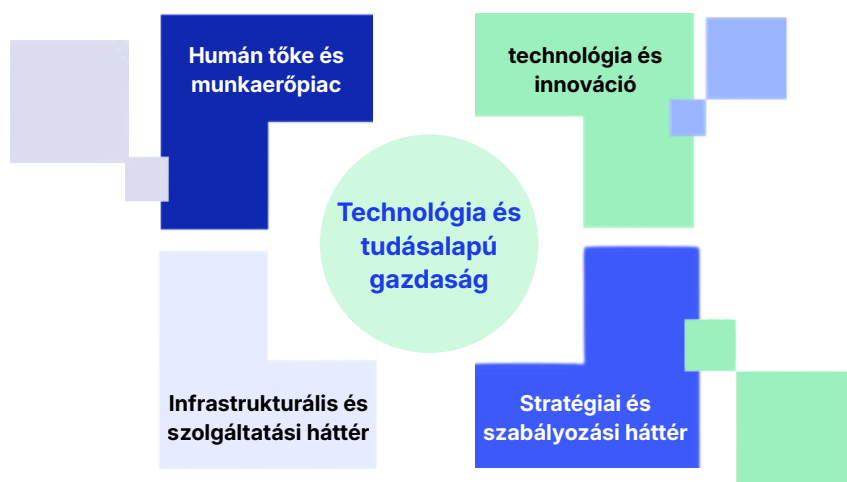 Humán tőke és
munkaerőpiac
technológia és
innováció
Technológia és
tudásalapú
gazdaság
Infrastrukturális és
szolgáltatási háttér
Stratégiai és
szabályozási háttér